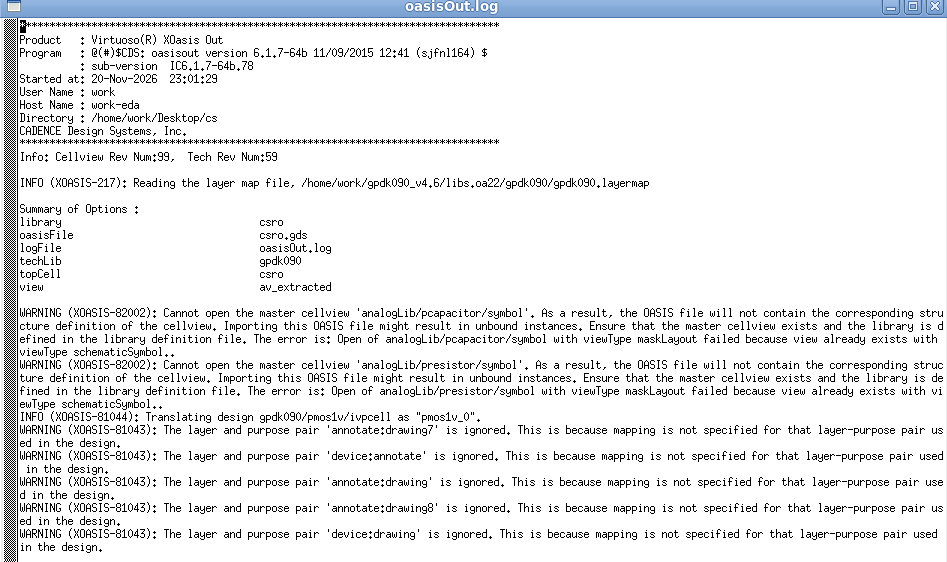 oasisOut.log
********************************************************************************
Product   : Virtuoso(R) XOasis Out
Program   : @(#)$CDS: oasisout version 6.1.7-64b 11/09/2015 12:41 (sjfnl164) $
          : sub-version  IC6.1.7-64b.78
Started at: 20-Nov-2026  23:01:29
User Name : work
Host Name : work-eda
Directory : /home/work/Desktop/cs
CADENCE Design Systems, Inc.
********************************************************************************
Info: Cellview Rev Num:99,  Tech Rev Num:59
INFO (XOASIS-217): Reading the layer map file, /home/work/gpdk090_v4.6/libs.oa22/gpdk090/gpdk090.layermap
Summary of Options :
library                                 csro
oasisFile                               csro.gds
logFile                                 oasisOut.log
techLib                                 gpdk090
topCell                                 csro
view                                    av_extracted
WARNING (XOASIS-82002): Cannot open the master cellview 'analogLib/pcapacitor/symbol'. As a result, the OASIS file will not contain the corresponding stru
cture definition of the cellview. Importing this OASIS file might result in unbound instances. Ensure that the master cellview exists and the library is d
efined in the library definition file. The error is: Open of analogLib/pcapacitor/symbol with viewType maskLayout failed because view already exists with
viewType schematicSymbol..
WARNING (XOASIS-82002): Cannot open the master cellview 'analogLib/presistor/symbol'. As a result, the OASIS file will not contain the corresponding struc
ture definition of the cellview. Importing this OASIS file might result in unbound instances. Ensure that the master cellview exists and the library is de
fined in the library definition file. The error is: Open of analogLib/presistor/symbol with viewType maskLayout failed because view already exists with vi
ewType schematicSymbol..
INFO (XOASIS-81044): Translating design gpdk090/pmos1v/ivpcell as "pmos1v_0".
WARNING (XOASIS-81043): The layer and purpose pair 'annotate:drawing7' is ignored. This is because mapping is not specified for that layer-purpose pair us
ed in the design.
WARNING (XOASIS-81043): The layer and purpose pair 'device:annotate' is ignored. This is because mapping is not specified for that layer-purpose pair used
 in the design.
WARNING (XOASIS-81043): The layer and purpose pair 'annotate:drawing' is ignored. This is because mapping is not specified for that layer-purpose pair use
d in the design.
WARNING (XOASIS-81043): The layer and purpose pair 'annotate:drawing8' is ignored. This is because mapping is not specified for that layer-purpose pair us
ed in the design.
WARNING (XOASIS-81043): The layer and purpose pair 'device:drawing' is ignored. This is because mapping is not specified for that layer-purpose pair used
in the design.